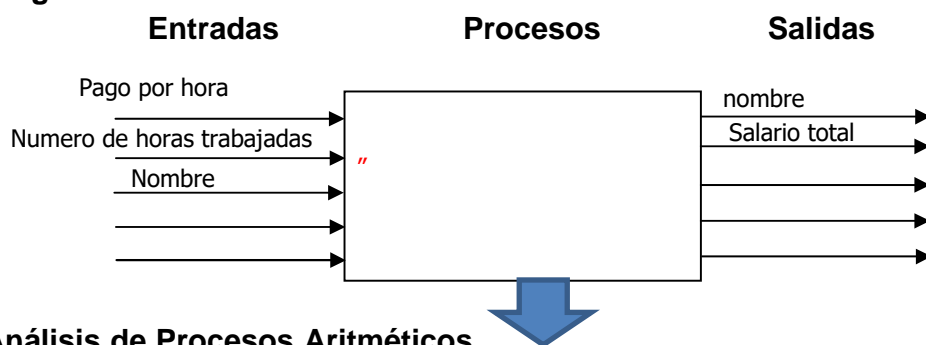 Entradas Procesos Salidas
Pago por hora
nombre
Numero de horas trabajadas
Salario total
"
Nombre
Análisis de Procesos Aritméticos